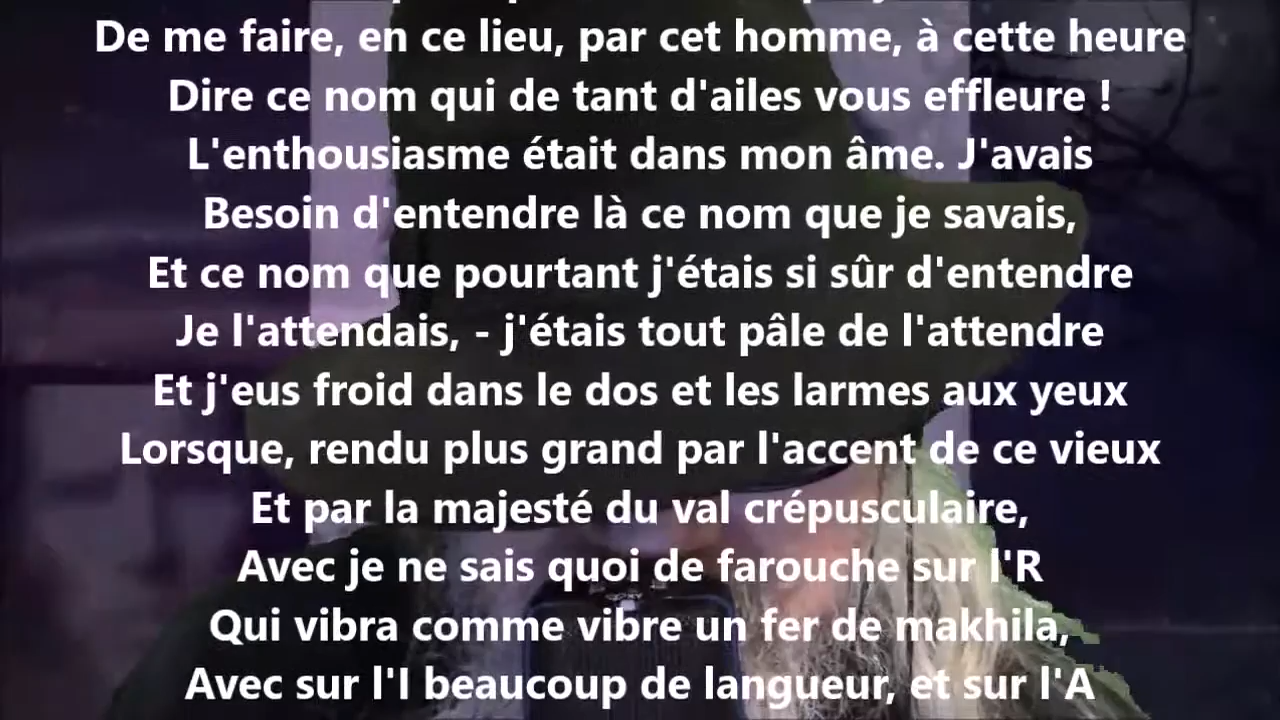 De me faire, en ce lieu, par cet homme, à cette heure
Dire ce nom qui de tant d'ailes vous effleure !
L'enthousiasme était dans mon âme. J'avais
Besoin d'entendre là ce nom que je savais,
Et ce nom que pourtant j'étais si sûr d'entendre
Je l'attendais, - j'étais tout pâle de l'attendre
Et j'eus froid dans le dos et les larmes aux yeux
Lorsque, rendu plus grand par l'accent de ce vieux
Et par la majesté du val crépusculaire,
Avec je ne sais quoi de farouche sur l'R
Qui vibra comme vibre un fer de makhila,
Avec sur l'I beaucoup de langueur, et sur l'A